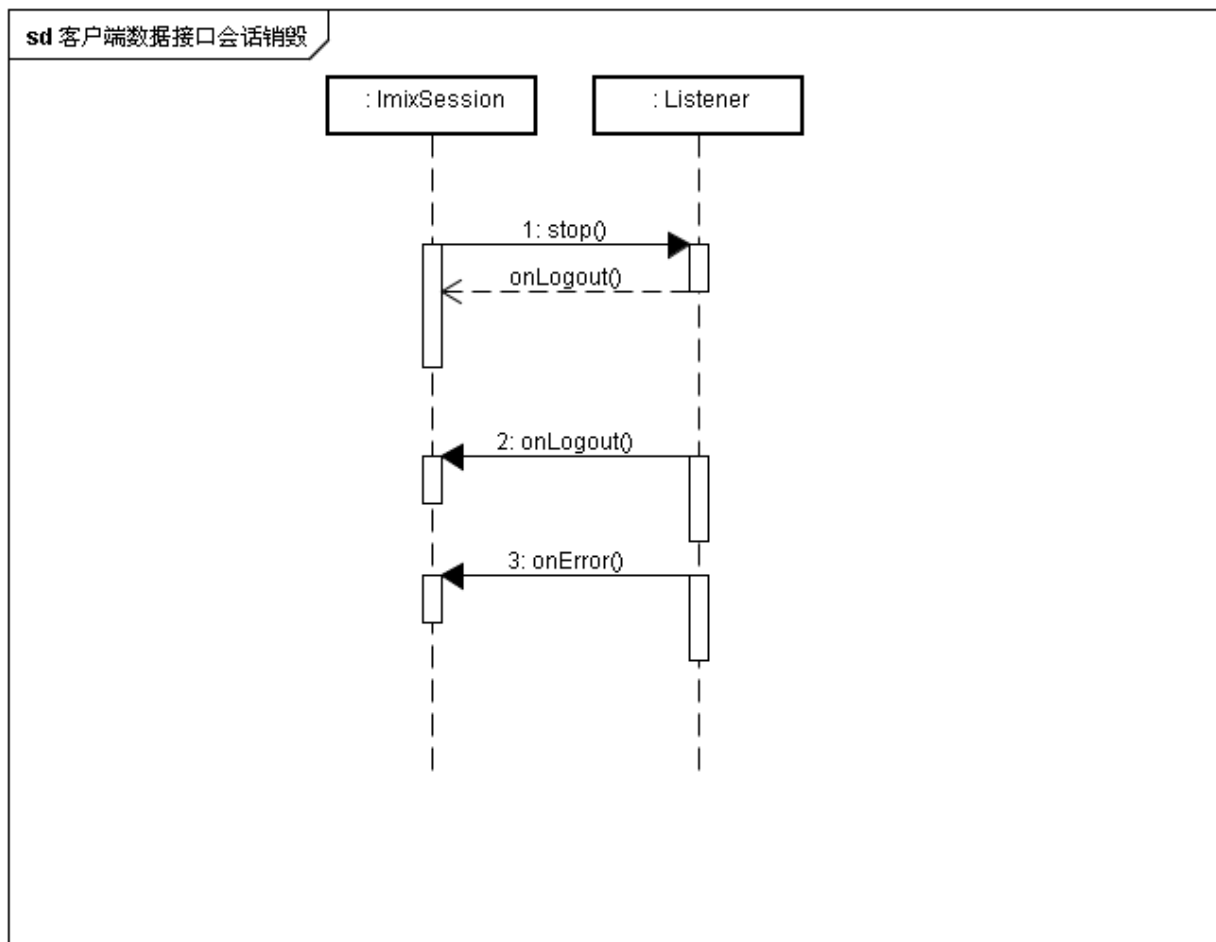 sd 客户端数据接口会话销毁
: ImixSession
: Listener
1: stop()
onLogout()
2: onLogout()
3: onError()